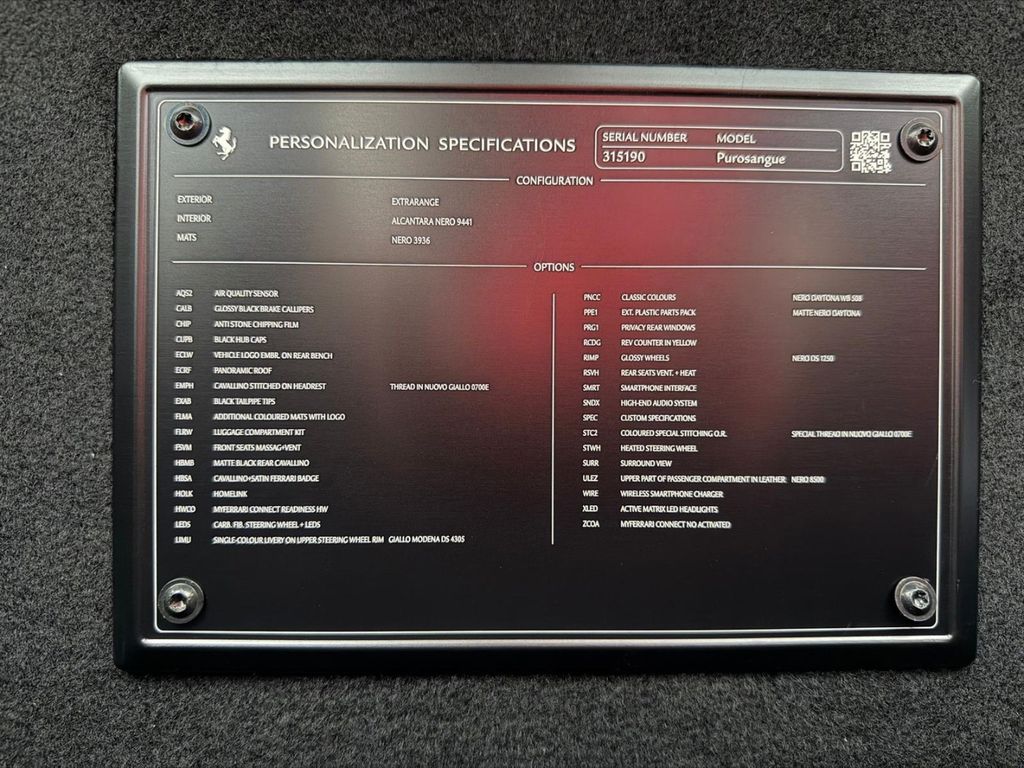 PERSONALIZATION SPECIFICATIONS
SERIAL NUMBER MODEL
315190 Purosangue
CONFIGURATION
EXTERIOR EXTRARANGE
INTERIOR ALCANTARA NERO 9441
MATS NERO 3936
OPTIONS
AQS2 AIR QUALITY SENSOR
CALB GLOSSY BLACK BRAKE CALLIPERS
CHIP ANTI STONE CHIPPING FILM
CUPB BLACK HUB CAPS
ECLW VEHICLE LOGO EMBR. ON REAR BENCH
ECRF PANORAMIC ROOF
EMPH CAVALLINO STITCHED ON HEADREST THREAD IN NUOVO GIALLO 0700E
EXAB BLACK TAILPIPE TIPS
FLMA ADDITIONAL COLOURED MATS WITH LOGO
FLRW LUGGAGE COMPARTMENT KIT
FSVM FRONT SEATS MASSAG+VENT
HBMB MATTE BLACK REAR CAVALLINO
HBSA CAVALLINO+SATIN FERRARI BADGE
HOLK HOMELINK
HWCO MYFERRARI CONNECT READINESS HW
LEDS CARB. FIB. STEERING WHEEL + LEDS
LIMU SINGLE-COLOUR LIVERY ON UPPER STEERING WHEEL RIM GIALLO MODENA DS 4305
PNCC CLASSIC COLOURS NERO DAYTONA WB 508
PPE1 EXT. PLASTIC PARTS PACK MATTE NERO DAYTONA
PRG1 PRIVACY REAR WINDOWS
RCDG REV COUNTER IN YELLOW
RIMP GLOSSY WHEELS NERO DS 1250
RSVH REAR SEATS VENT. + HEAT
SMRT SMARTPHONE INTERFACE
SNDX HIGH-END AUDIO SYSTEM
SPEC CUSTOM SPECIFICATIONS
STC2 COLOURED SPECIAL STITCHING O.R. SPECIAL THREAD IN NUOVO GIALLO 0700E
STWH HEATED STEERING WHEEL
SURR SURROUND VIEW
ULEZ UPPER PART OF PASSENGER COMPARTMENT IN LEATHER NERO 8500
WIRE WIRELESS SMARTPHONE CHARGER
XLED ACTIVE MATRIX LED HEADLIGHTS
ZCOA MYFERRARI CONNECT NO ACTIVATED